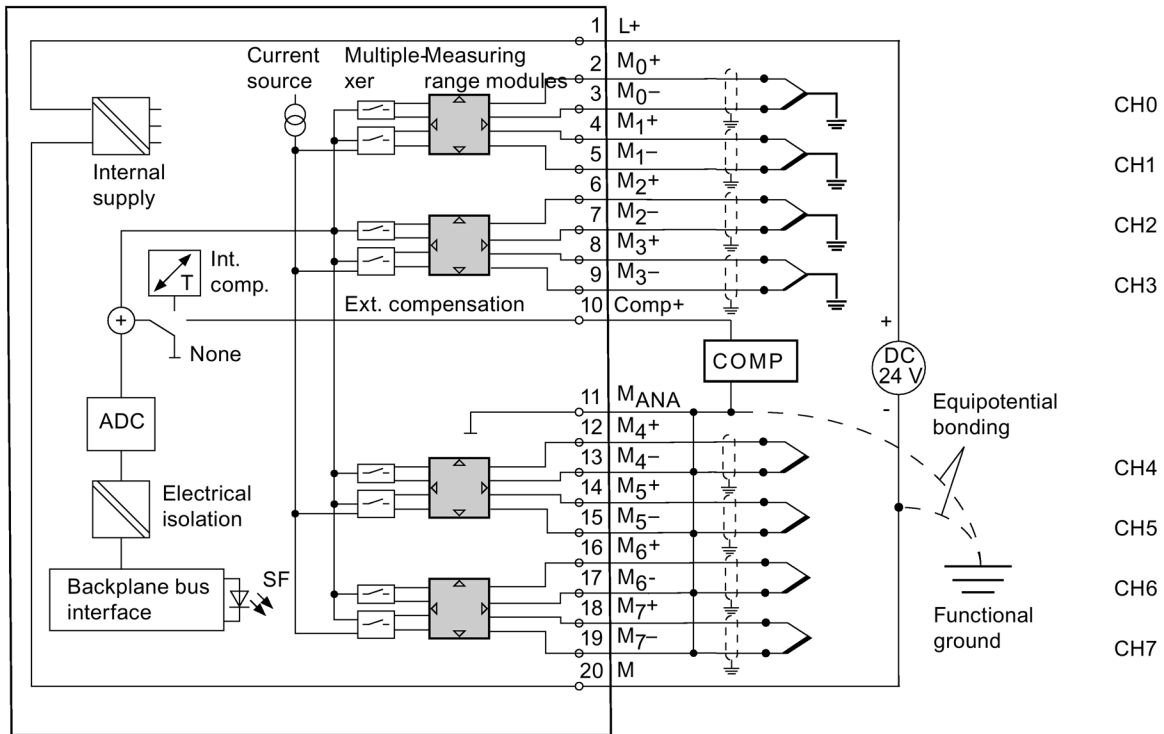 1 L+
Current source
Multiple-xer
Measuring range modules
2 M0+
3 M0−
CH0
4 M1+
5 M1−
CH1
Internal supply
6 M2+
7 M2−
CH2
8 M3+
9 M3−
CH3
Int. comp.
T
10 Comp+
Ext. compensation
+
None
+
DC 24 V
-
COMP
11 MANA
Equipotential bonding
ADC
12 M4+
13 M4−
CH4
14 M5+
15 M5−
CH5
Electrical isolation
16 M6+
17 M6-
CH6
Backplane bus interface
SF
18 M7+
19 M7−
CH7
Functional ground
20 M